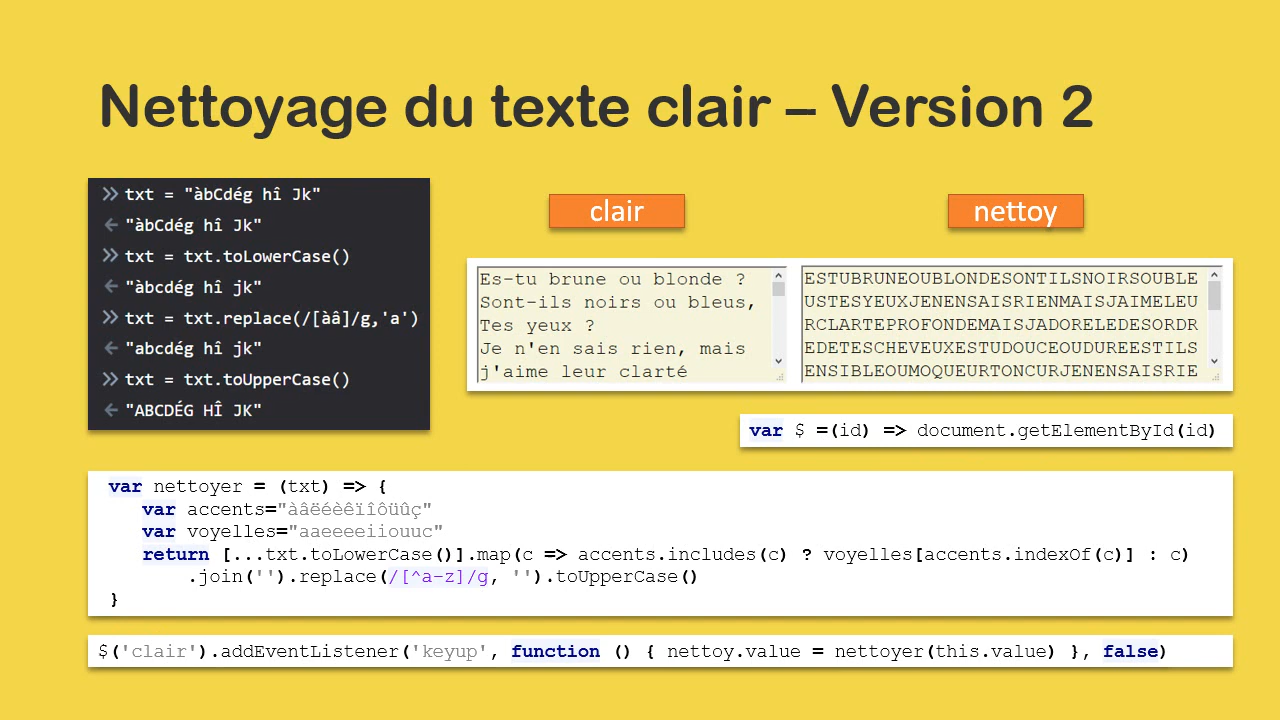 Nettoyage du texte clair – Version 2
>> txt = "àbCdég hî Jk"
← "àbCdég hî Jk"
>> txt = txt.toLowerCase()
← "àbcdég hî jk"
>> txt = txt.replace(/[àâ]/g,'a')
← "abcdég hî jk"
>> txt = txt.toUpperCase()
← "ABCDÉG HÎ JK"
clair
nettoy
Es-tu brune ou blonde ?
Sont-ils noirs ou bleus,
Tes yeux ?
Je n'en sais rien, mais
j'aime leur clarté
ESTUBRUNEOUBLONDESONTILSNOIRSOUBLE
USTESYEUXJENENSAISRIENMAISJAIMELEU
RCLARTEPROFONDEMAISJADORELEDESORDR
EDETESCHEVEUXESTUDOUCEOUDUREESTILS
ENSIBLEOUMOQUEURTONCURJENENSAISRIE
var $ =(id) => document.getElementById(id)
var nettoyer = (txt) => {
var accents="àâëéèêïîôüûç"
var voyelles="aaeeeeiiouuc"
return [...txt.toLowerCase()].map(c => accents.includes(c) ? voyelles[accents.indexOf(c)] : c)
.join('').replace(/[^a-z]/g, '').toUpperCase()
}
$('clair').addEventListener('keyup', function () { nettoy.value = nettoyer(this.value) }, false)